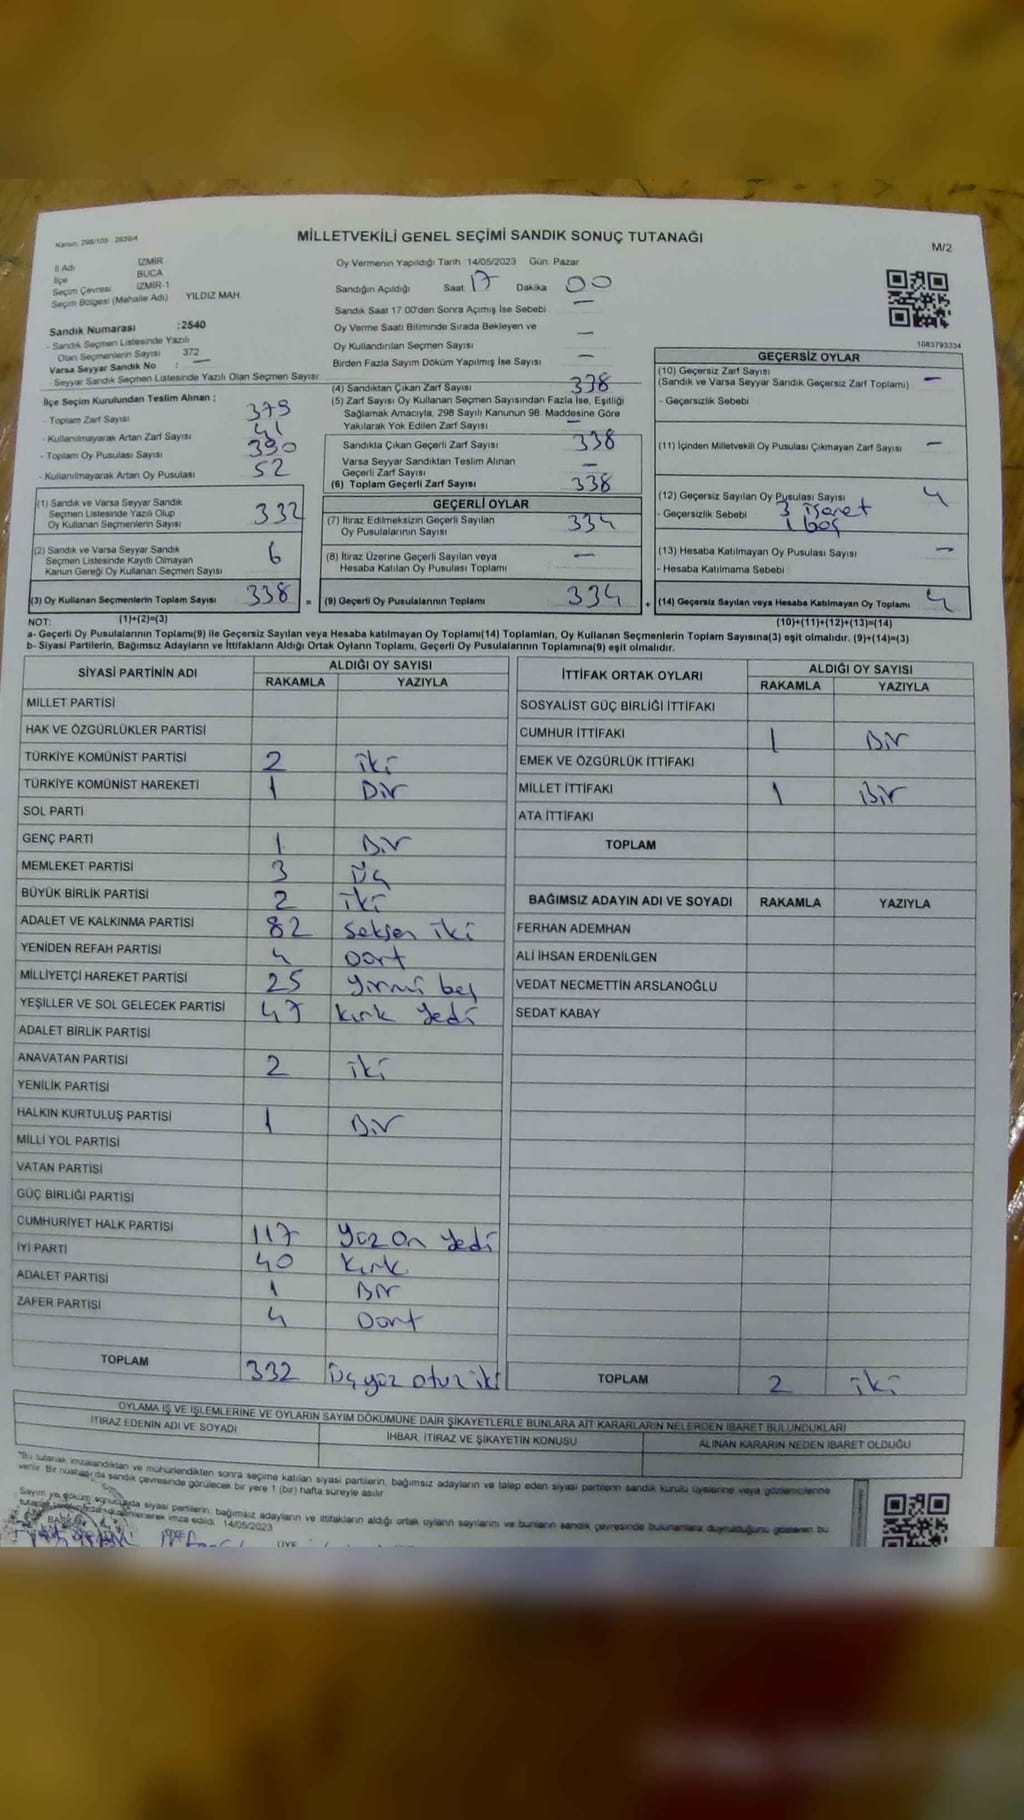 Kanun: 298/105 2839/4
MİLLETVEKİLİ GENEL SEÇİMİ SANDIK SONUÇ TUTANAĞI
M/2
İl Adı İZMİR
İlçe BUCA
Seçim Çevresi İZMİR-1
Seçim Bölgesi (Mahalle Adı) YILDIZ MAH
Sandık Numarası :2540
- Sandık Seçmen Listesinde Yazılı
Olan Seçmenlerin Sayısı 372
Varsa Seyyar Sandık No : —
- Seyyar Sandık Seçmen Listesinde Yazılı Olan Seçmen Sayısı:
Oy Vermenin Yapıldığı Tarih :14/05/2023 Gün: Pazar
Sandığın Açıldığı Saat 17 Dakika 00
Sandık Saat 17:00'den Sonra Açımış İse Sebebi —
Oy Verme Saati Bitiminde Sırada Bekleyen ve
Oy Kullandırılan Seçmen Sayısı —
Birden Fazla Sayım Döküm Yapılmış İse Sayısı —
1083793334
İlçe Seçim Kurulundan Teslim Alınan ;
- Toplam Zarf Sayısı 379
- Kullanılmayarak Artan Zarf Sayısı 41
- Toplam Oy Pusulası Sayısı 390
- Kullanılmayarak Artan Oy Pusulası 52
(4) Sandıktan Çıkan Zarf Sayısı 338
(5) Zarf Sayısı Oy Kullanan Seçmen Sayısından Fazla İse, Eşitliği
Sağlamak Amacıyla, 298 Sayılı Kanunun 98. Maddesine Göre
Yakılarak Yok Edilen Zarf Sayısı —
Sandıkta Çıkan Geçerli Zarf Sayısı 338
Varsa Seyyar Sandıktan Teslim Alınan
Geçerli Zarf Sayısı —
(6) Toplam Geçerli Zarf Sayısı 338
GEÇERSİZ OYLAR
(10) Geçersiz Zarf Sayısı
(Sandık ve Varsa Seyyar Sandık Geçersiz Zarf Toplamı) —
- Geçersizlik Sebebi
(11) İçinden Milletvekili Oy Pusulası Çıkmayan Zarf Sayısı —
(12) Geçersiz Sayılan Oy Pusulası Sayısı 4
- Geçersizlik Sebebi 3 işaret
1 boş
(13) Hesaba Katılmayan Oy Pusulası Sayısı —
- Hesaba Katılmama Sebebi
(14) Geçersiz Sayılan veya Hesaba Katılmayan Oy Toplamı 4
(1) Sandık ve Varsa Seyyar Sandık
Seçmen Listesinde Yazılı Olup
Oy Kullanan Seçmenlerin Sayısı 332
(2) Sandık ve Varsa Seyyar Sandık
Seçmen Listesinde Kayıtlı Olmayan
Kanun Gereği Oy Kullanan Seçmen Sayısı 6
(3) Oy Kullanan Seçmenlerin Toplam Sayısı 338 =
GEÇERLİ OYLAR
(7) İtiraz Edilmeksizin Geçerli Sayılan
Oy Pusulalarının Sayısı 334
(8) İtiraz Üzerine Geçerli Sayılan veya
Hesaba Katılan Oy Pusulası Toplamı —
(9) Geçerli Oy Pusulalarının Toplamı 334 +
NOT: (1)+(2)=(3) (10)+(11)+(12)+(13)=(14)
a- Geçerli Oy Pusulalarının Toplamı(9) ile Geçersiz Sayılan veya Hesaba katılmayan Oy Toplamı(14) Toplamları, Oy Kullanan Seçmenlerin Toplam Sayısına(3) eşit olmalıdır. (9)+(14)=(3)
b- Siyasi Partilerin, Bağımsız Adayların ve İttifakların Aldığı Ortak Oyların Toplamı, Geçerli Oy Pusulalarının Toplamına(9) eşit olmalıdır.
SİYASİ PARTİNİN ADI ALDIĞI OY SAYISI
RAKAMLA YAZIYLA
MİLLET PARTİSİ
HAK VE ÖZGÜRLÜKLER PARTİSİ
TÜRKİYE KOMÜNİST PARTİSİ 2 iki
TÜRKİYE KOMÜNİST HAREKETİ 1 Bir
SOL PARTİ
GENÇ PARTİ 1 Bir
MEMLEKET PARTİSİ 3 Üç
BÜYÜK BİRLİK PARTİSİ 2 iki
ADALET VE KALKINMA PARTİSİ 82 seksen iki
YENİDEN REFAH PARTİSİ 4 Dört
MİLLİYETÇİ HAREKET PARTİSİ 25 yirmi beş
YEŞİLLER VE SOL GELECEK PARTİSİ 47 kırk yedi
ADALET BİRLİK PARTİSİ
ANAVATAN PARTİSİ 2 iki
YENİLİK PARTİSİ
HALKIN KURTULUŞ PARTİSİ 1 Bir
MİLLİ YOL PARTİSİ
VATAN PARTİSİ
GÜÇ BİRLİĞİ PARTİSİ
CUMHURİYET HALK PARTİSİ 117 yüz on yedi
İYİ PARTİ 40 kırk
ADALET PARTİSİ 1 Bir
ZAFER PARTİSİ 4 Dört
TOPLAM 332 üç yüz otuz iki
İTTİFAK ORTAK OYLARI ALDIĞI OY SAYISI
RAKAMLA YAZIYLA
SOSYALİST GÜÇ BİRLİĞİ İTTİFAKI
CUMHUR İTTİFAKI 1 Bir
EMEK VE ÖZGÜRLÜK İTTİFAKI
MİLLET İTTİFAKI 1 Bir
ATA İTTİFAKI
TOPLAM
BAĞIMSIZ ADAYIN ADI VE SOYADI RAKAMLA YAZIYLA
FERHAN ADEMHAN
ALİ İHSAN ERDENİLGEN
VEDAT NECMETTİN ARSLANOĞLU
SEDAT KABAY
TOPLAM 2 iki
OYLAMA İŞ VE İŞLEMLERİNE VE OYLARIN SAYIM DÖKÜMÜNE DAİR ŞİKAYETLERLE BUNLARA AİT KARARLARIN NELERDEN İBARET BULUNDUKLARI
İTİRAZ EDENİN ADI VE SOYADI İHBAR, İTİRAZ VE ŞİKAYETİN KONUSU ALINAN KARARIN NEDEN İBARET OLDUĞU
"Bu tutanak imzalandıktan ve mühürlendikten sonra seçime katılan siyasi partilerin, bağımsız adayların ve talep eden siyasi partilerin sandık kurulu üyelerine veya gözlemcilerine
verilir. Bir nüshası da sandık çevresinde görülecek bir yere 1 (bir) hafta süreyle asılır
Sayım ve döküm sonucunda siyasi partilerin, bağımsız adayların ve ittifakların aldığı ortak oyların sayılarını ve bunların sandık çevresinde bulunanlara duyrulduğunu gösteren bu
imza edildi. 14/05/2023
ÜYE